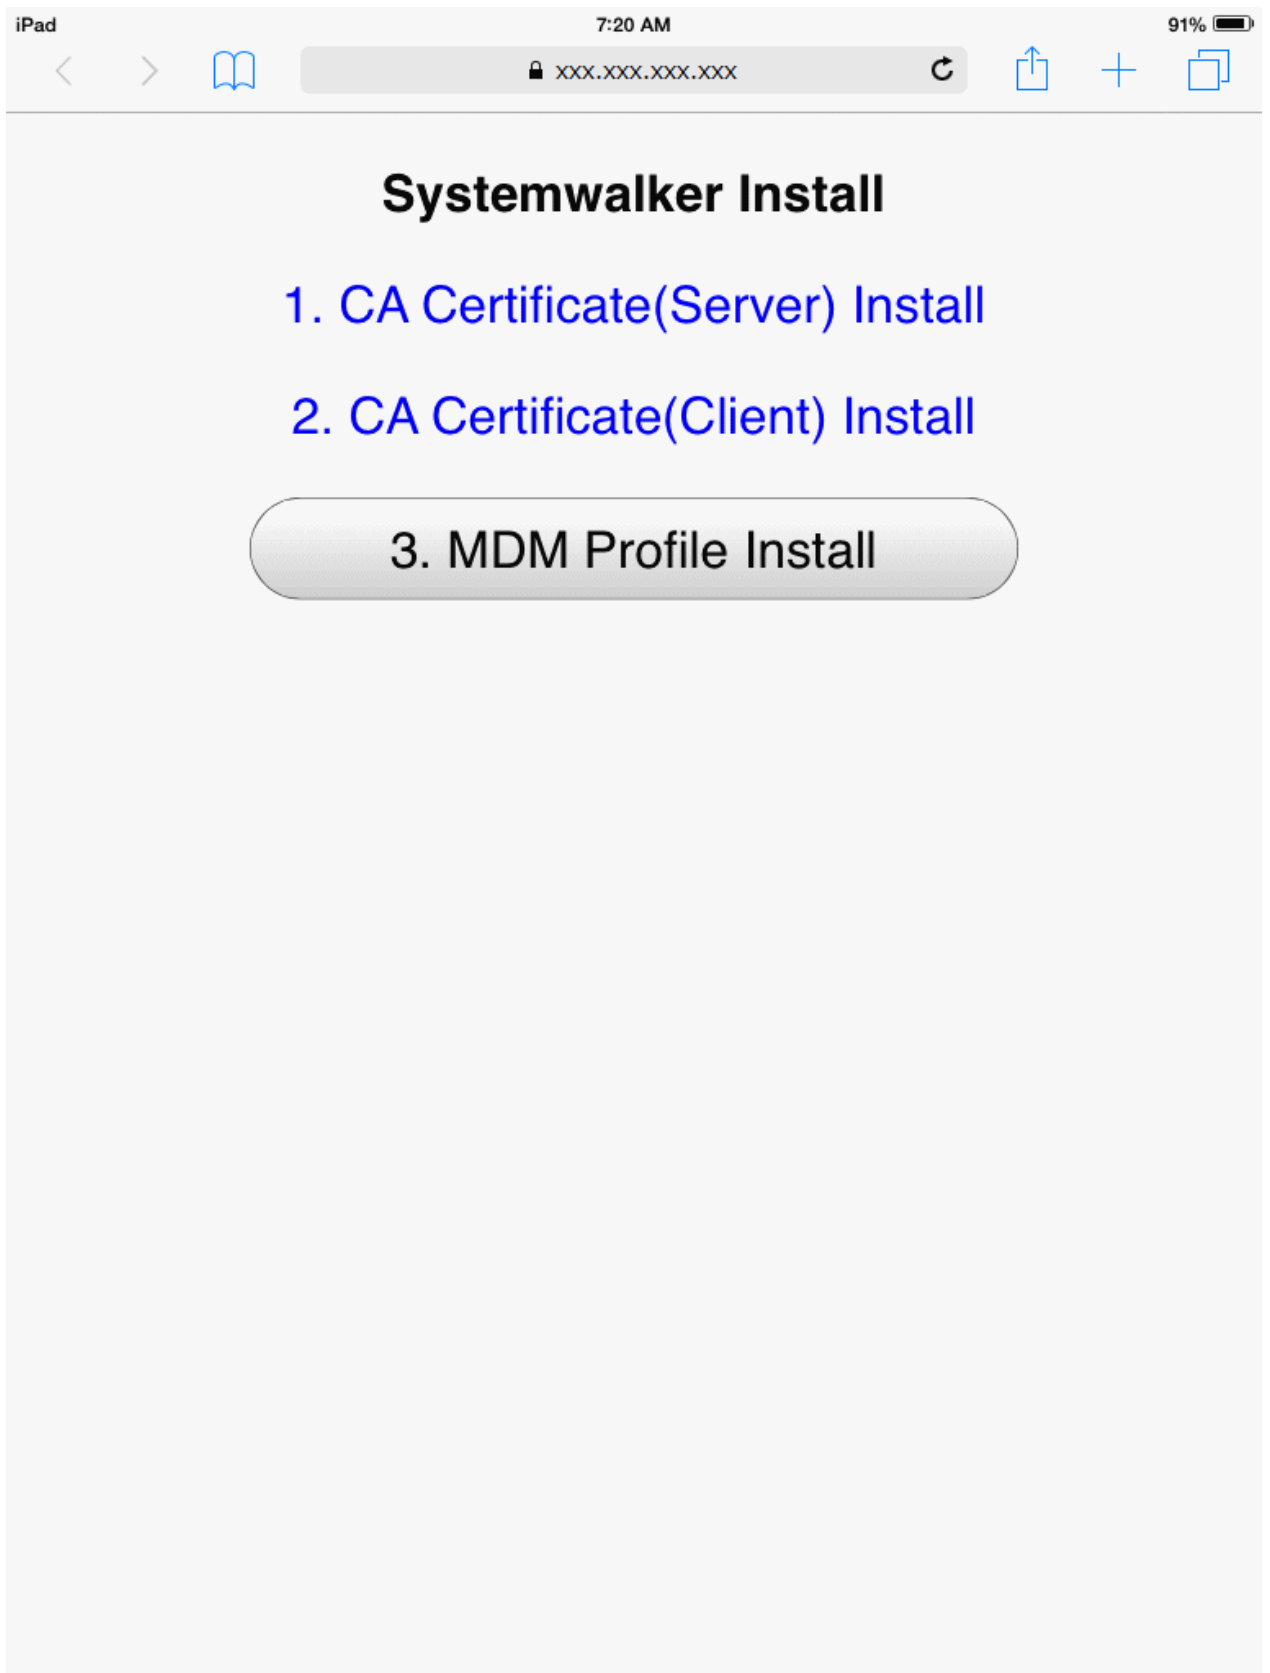 iPad 7:20 AM 91%
xxx.xxx.xxx.xxx
Systemwalker Install
1. CA Certificate(Server) Install
2. CA Certificate(Client) Install
3. MDM Profile Install